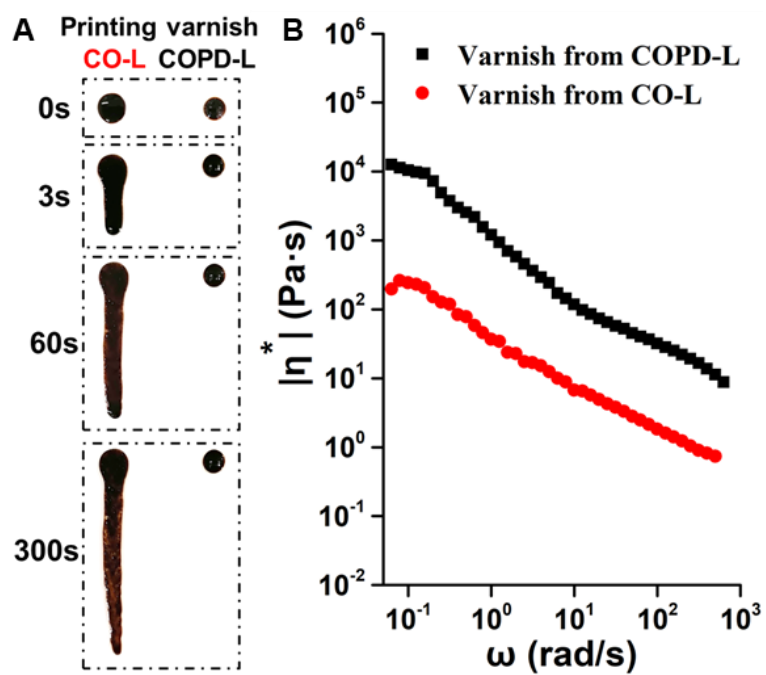 A
Printing varnish
CO-L COPD-L
0s
3s
60s
300s
B
Varnish from COPD-L
Varnish from CO-L
10^6
10^5
10^4
10^3
10^2
10^1
10^0
10^-1
10^-2
|η*| (Pa·s)
10^-1 10^0 10^1 10^2 10^3
ω (rad/s)